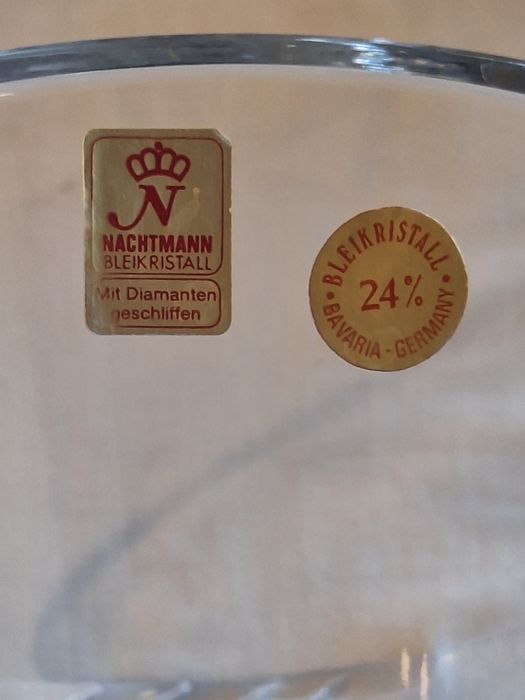 N
NACHTMANN
BLEIKRISTALL
Mit Diamanten
geschliffen
• BLEIKRISTALL •
24%
BAVARIA - GERMANY